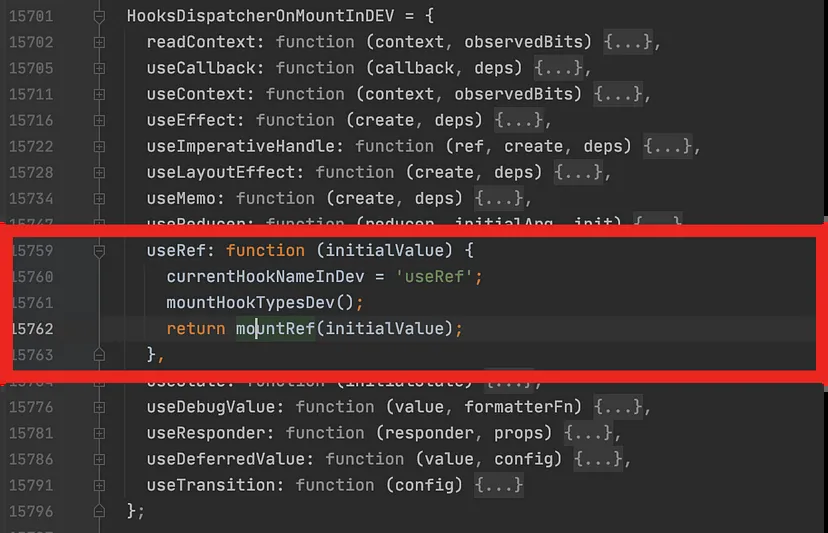 15701 HooksDispatcherOnMountInDEV = {
15702 readContext: function (context, observedBits) {...},
15705 useCallback: function (callback, deps) {...},
15711 useContext: function (context, observedBits) {...},
15716 useEffect: function (create, deps) {...},
15722 useImperativeHandle: function (ref, create, deps) {...},
15728 useLayoutEffect: function (create, deps) {...},
15734 useMemo: function (create, deps) {...},
useReducer: function (reducer, initialArg, init) {...}
15759 useRef: function (initialValue) {
15760 currentHookNameInDev = 'useRef';
15761 mountHookTypesDev();
15762 return mountRef(initialValue);
15763 },
useState: function (initialState) {...},
15776 useDebugValue: function (value, formatterFn) {...},
15781 useResponder: function (responder, props) {...},
15786 useDeferredValue: function (value, config) {...},
15791 useTransition: function (config) {...}
15796 };